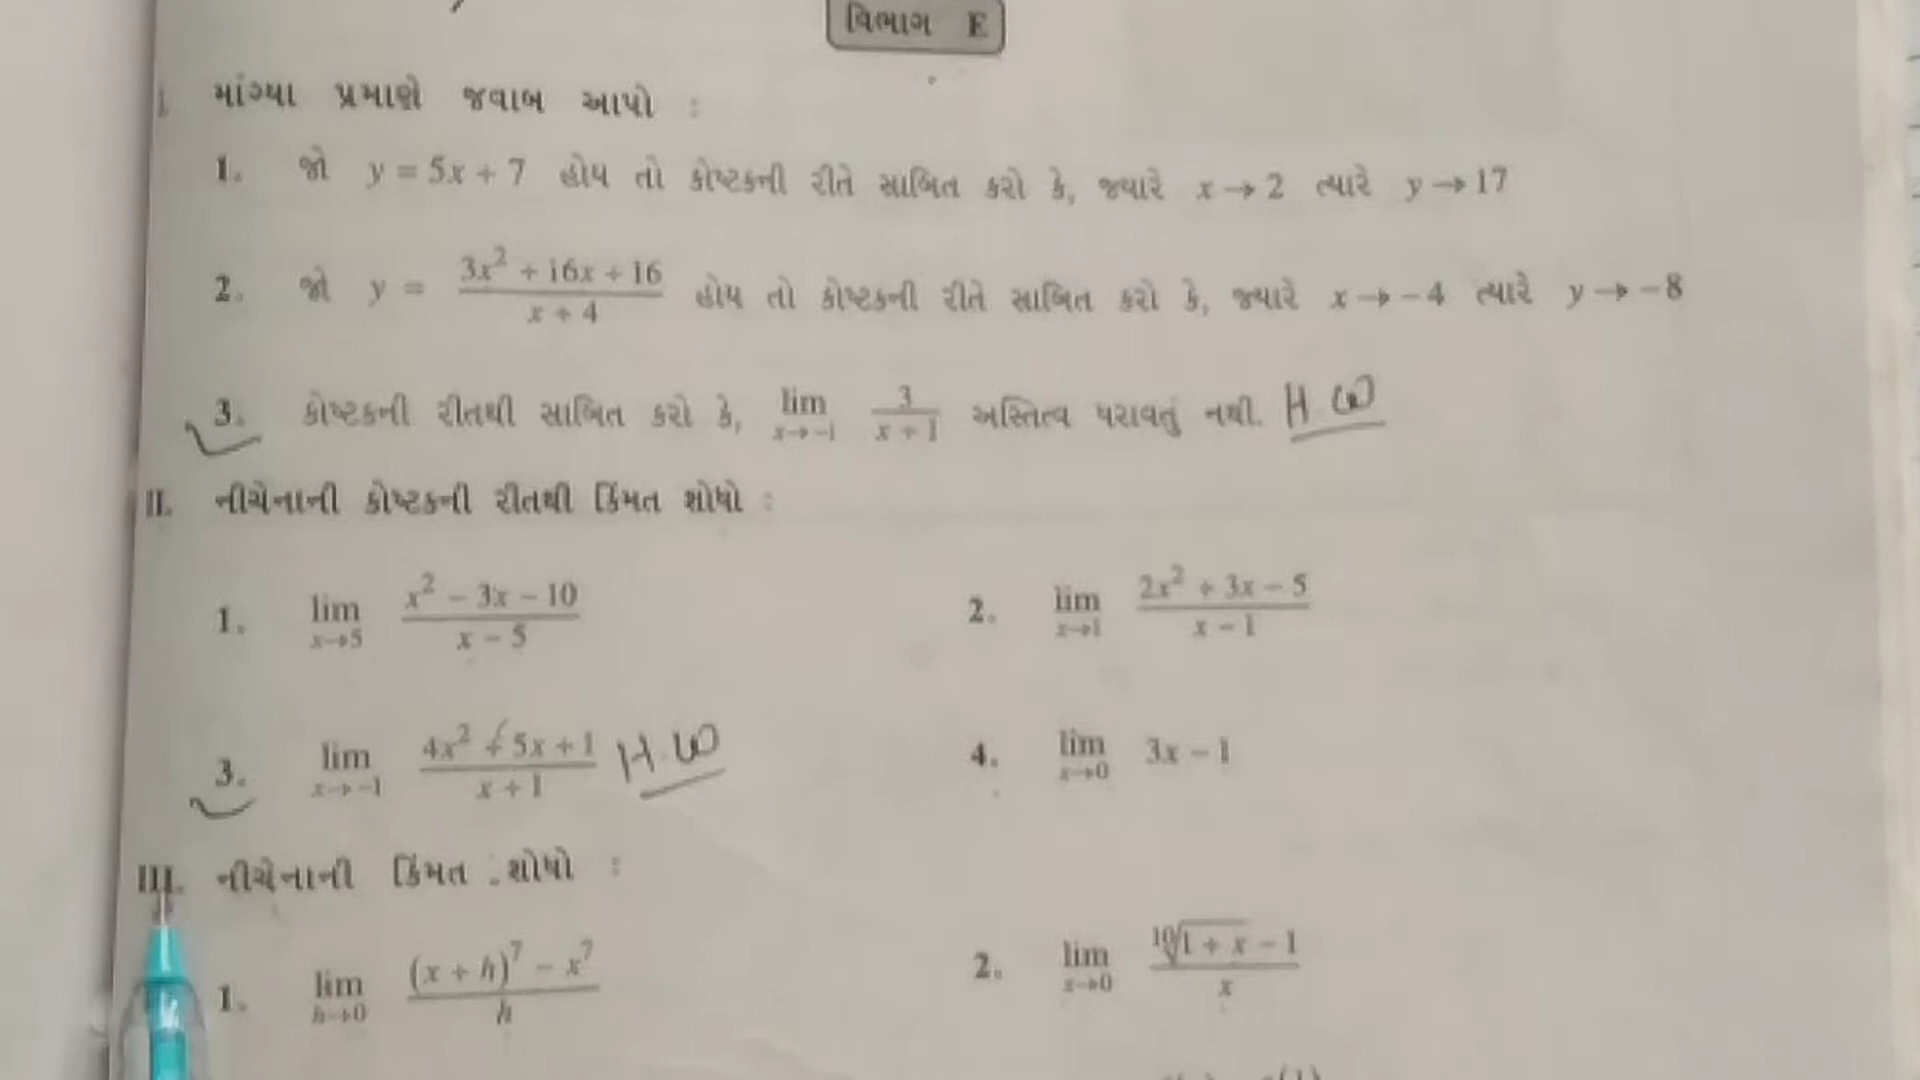 વિભાગ E
I. માંગ્યા પ્રમાણે જવાબ આપો :
1. જો y = 5x + 7 હોય તો કોષ્ટકની રીતે સાબિત કરો કે, જ્યારે x → 2 ત્યારે y → 17
2. જો y = (3x² + 16x + 16) / (x + 4) હોય તો કોષ્ટકની રીતે સાબિત કરો કે, જ્યારે x → -4 ત્યારે y → -8
3. કોષ્ટકની રીતથી સાબિત કરો કે, lim x→-1 3 / (x + 1) અસ્તિત્વ ધરાવતું નથી. H.W
II. નીચેનાની કોષ્ટકની રીતથી કિંમત શોધો :
1. lim x→5 (x² - 3x - 10) / (x - 5) 2. lim x→1 (2x² + 3x - 5) / (x - 1)
3. lim x→-1 (4x² + 5x + 1) / (x + 1) H.W 4. lim x→0 3x - 1
III. નીચેનાની કિંમત શોધો :
1. lim h→0 ((x + h)⁷ - x⁷) / h 2. lim x→0 (¹⁰√(1 + x) - 1) / x